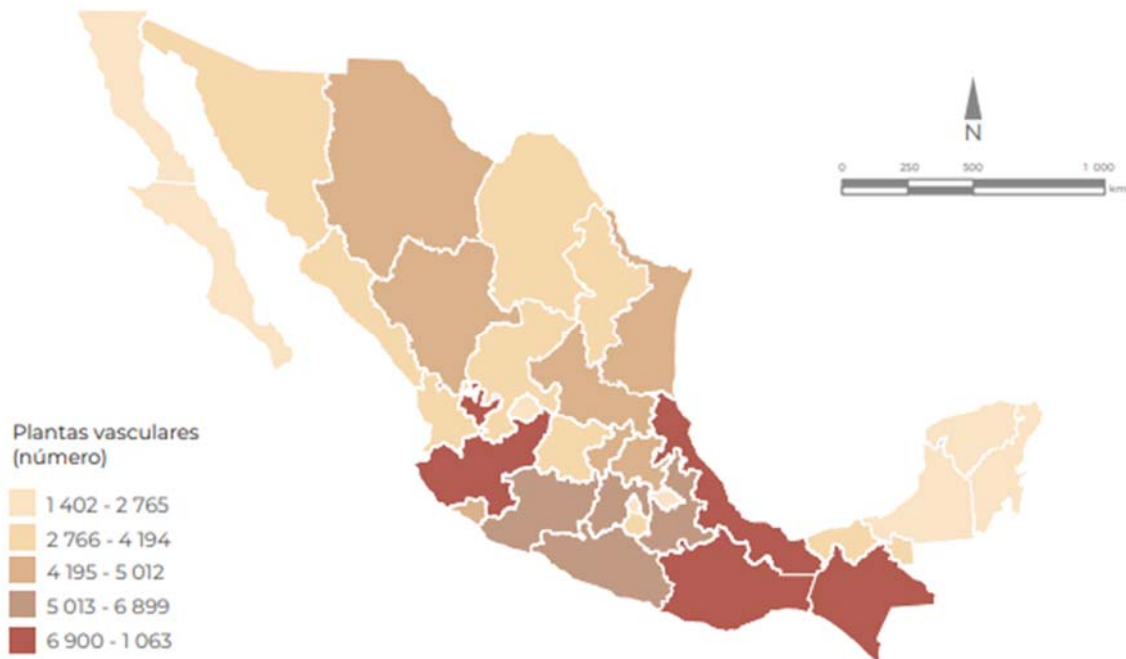 N
0 250 500 1 000
km
Plantas vasculares
(número)
1 402 - 2 765
2 766 - 4 194
4 195 - 5 012
5 013 - 6 899
6 900 - 1 063